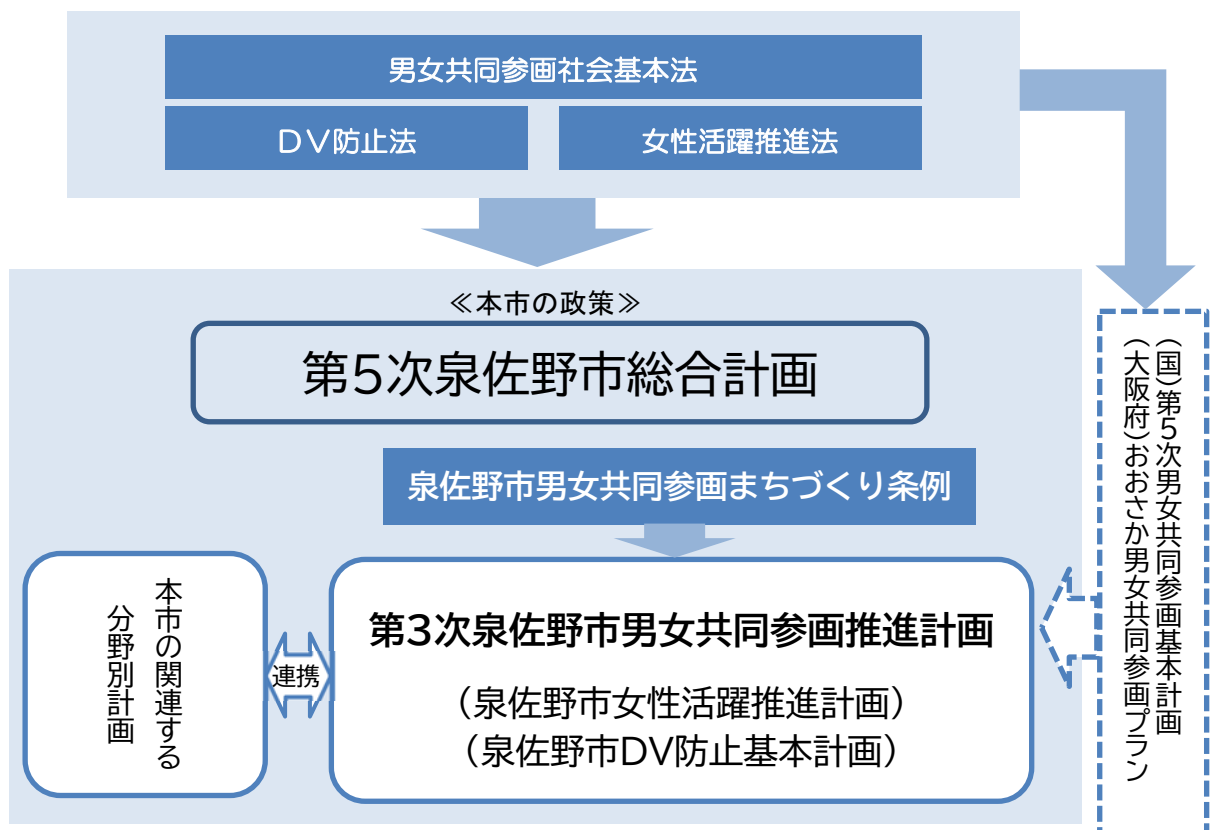 男女共同参画社会基本法
DV防止法
女性活躍推進法
≪本市の政策≫
第5次泉佐野市総合計画
泉佐野市男女共同参画まちづくり条例
本市の関連する
分野別計画
連携
第3次泉佐野市男女共同参画推進計画
（泉佐野市女性活躍推進計画）
（泉佐野市DV防止基本計画）
（国）第5次男女共同参画基本計画
（大阪府）おおさか男女共同参画プラン